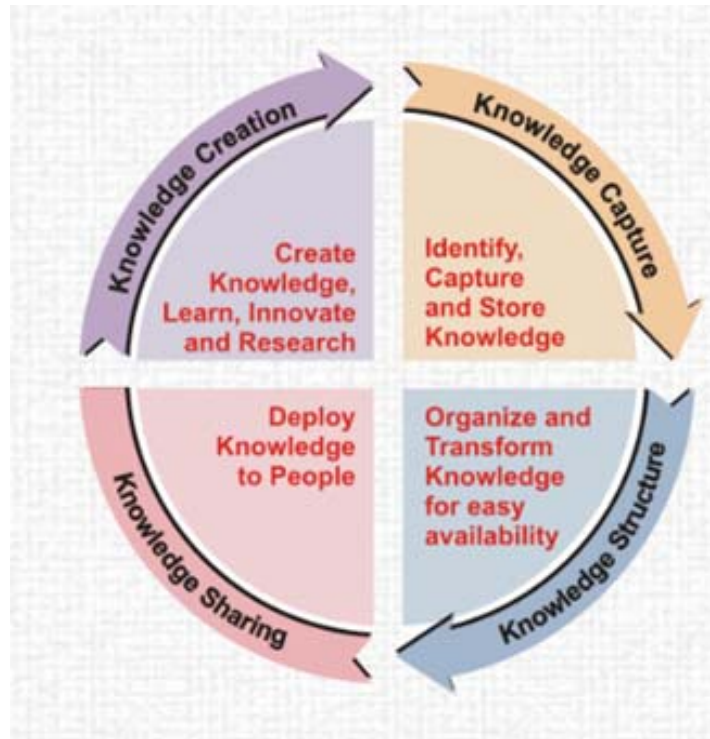 Knowledge Creation
Create
Knowledge,
Learn, Innovate
and Research
Knowledge Capture
Identify,
Capture
and Store
Knowledge
Knowledge Structure
Organize and
Transform
Knowledge
for easy
availability
Knowledge Sharing
Deploy
Knowledge
to People